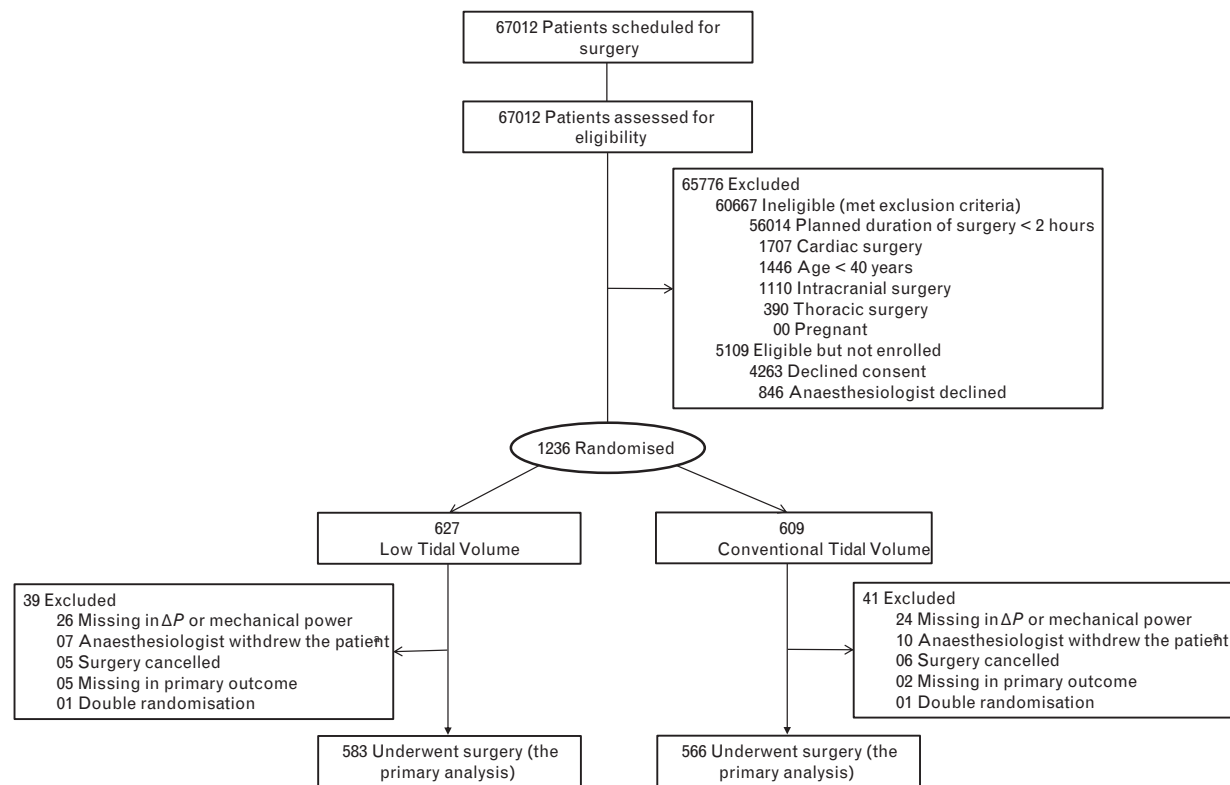 67012 Patients scheduled for
surgery
67012 Patients assessed for
eligibility
65776 Excluded
60667 Ineligible (met exclusion criteria)
56014 Planned duration of surgery < 2 hours
1707 Cardiac surgery
1446 Age < 40 years
1110 Intracranial surgery
390 Thoracic surgery
00 Pregnant
5109 Eligible but not enrolled
4263 Declined consent
846 Anaesthesiologist declined
1236 Randomised
627
Low Tidal Volume
609
Conventional Tidal Volume
39 Excluded
26 Missing in ΔP or mechanical power
07 Anaesthesiologist withdrew the patientᵃ
05 Surgery cancelled
05 Missing in primary outcome
01 Double randomisation
41 Excluded
24 Missing in ΔP or mechanical power
10 Anaesthesiologist withdrew the patientᵃ
06 Surgery cancelled
02 Missing in primary outcome
01 Double randomisation
583 Underwent surgery (the
primary analysis)
566 Underwent surgery (the
primary analysis)